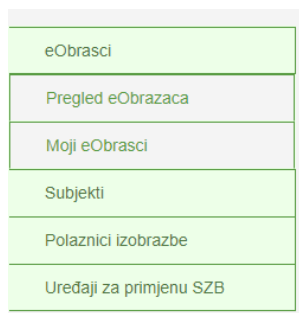 eObrasci
Pregled eObrazaca
Moji eObrasci
Subjekti
Polaznici izobrazbe
Uređaji za primjenu SZB